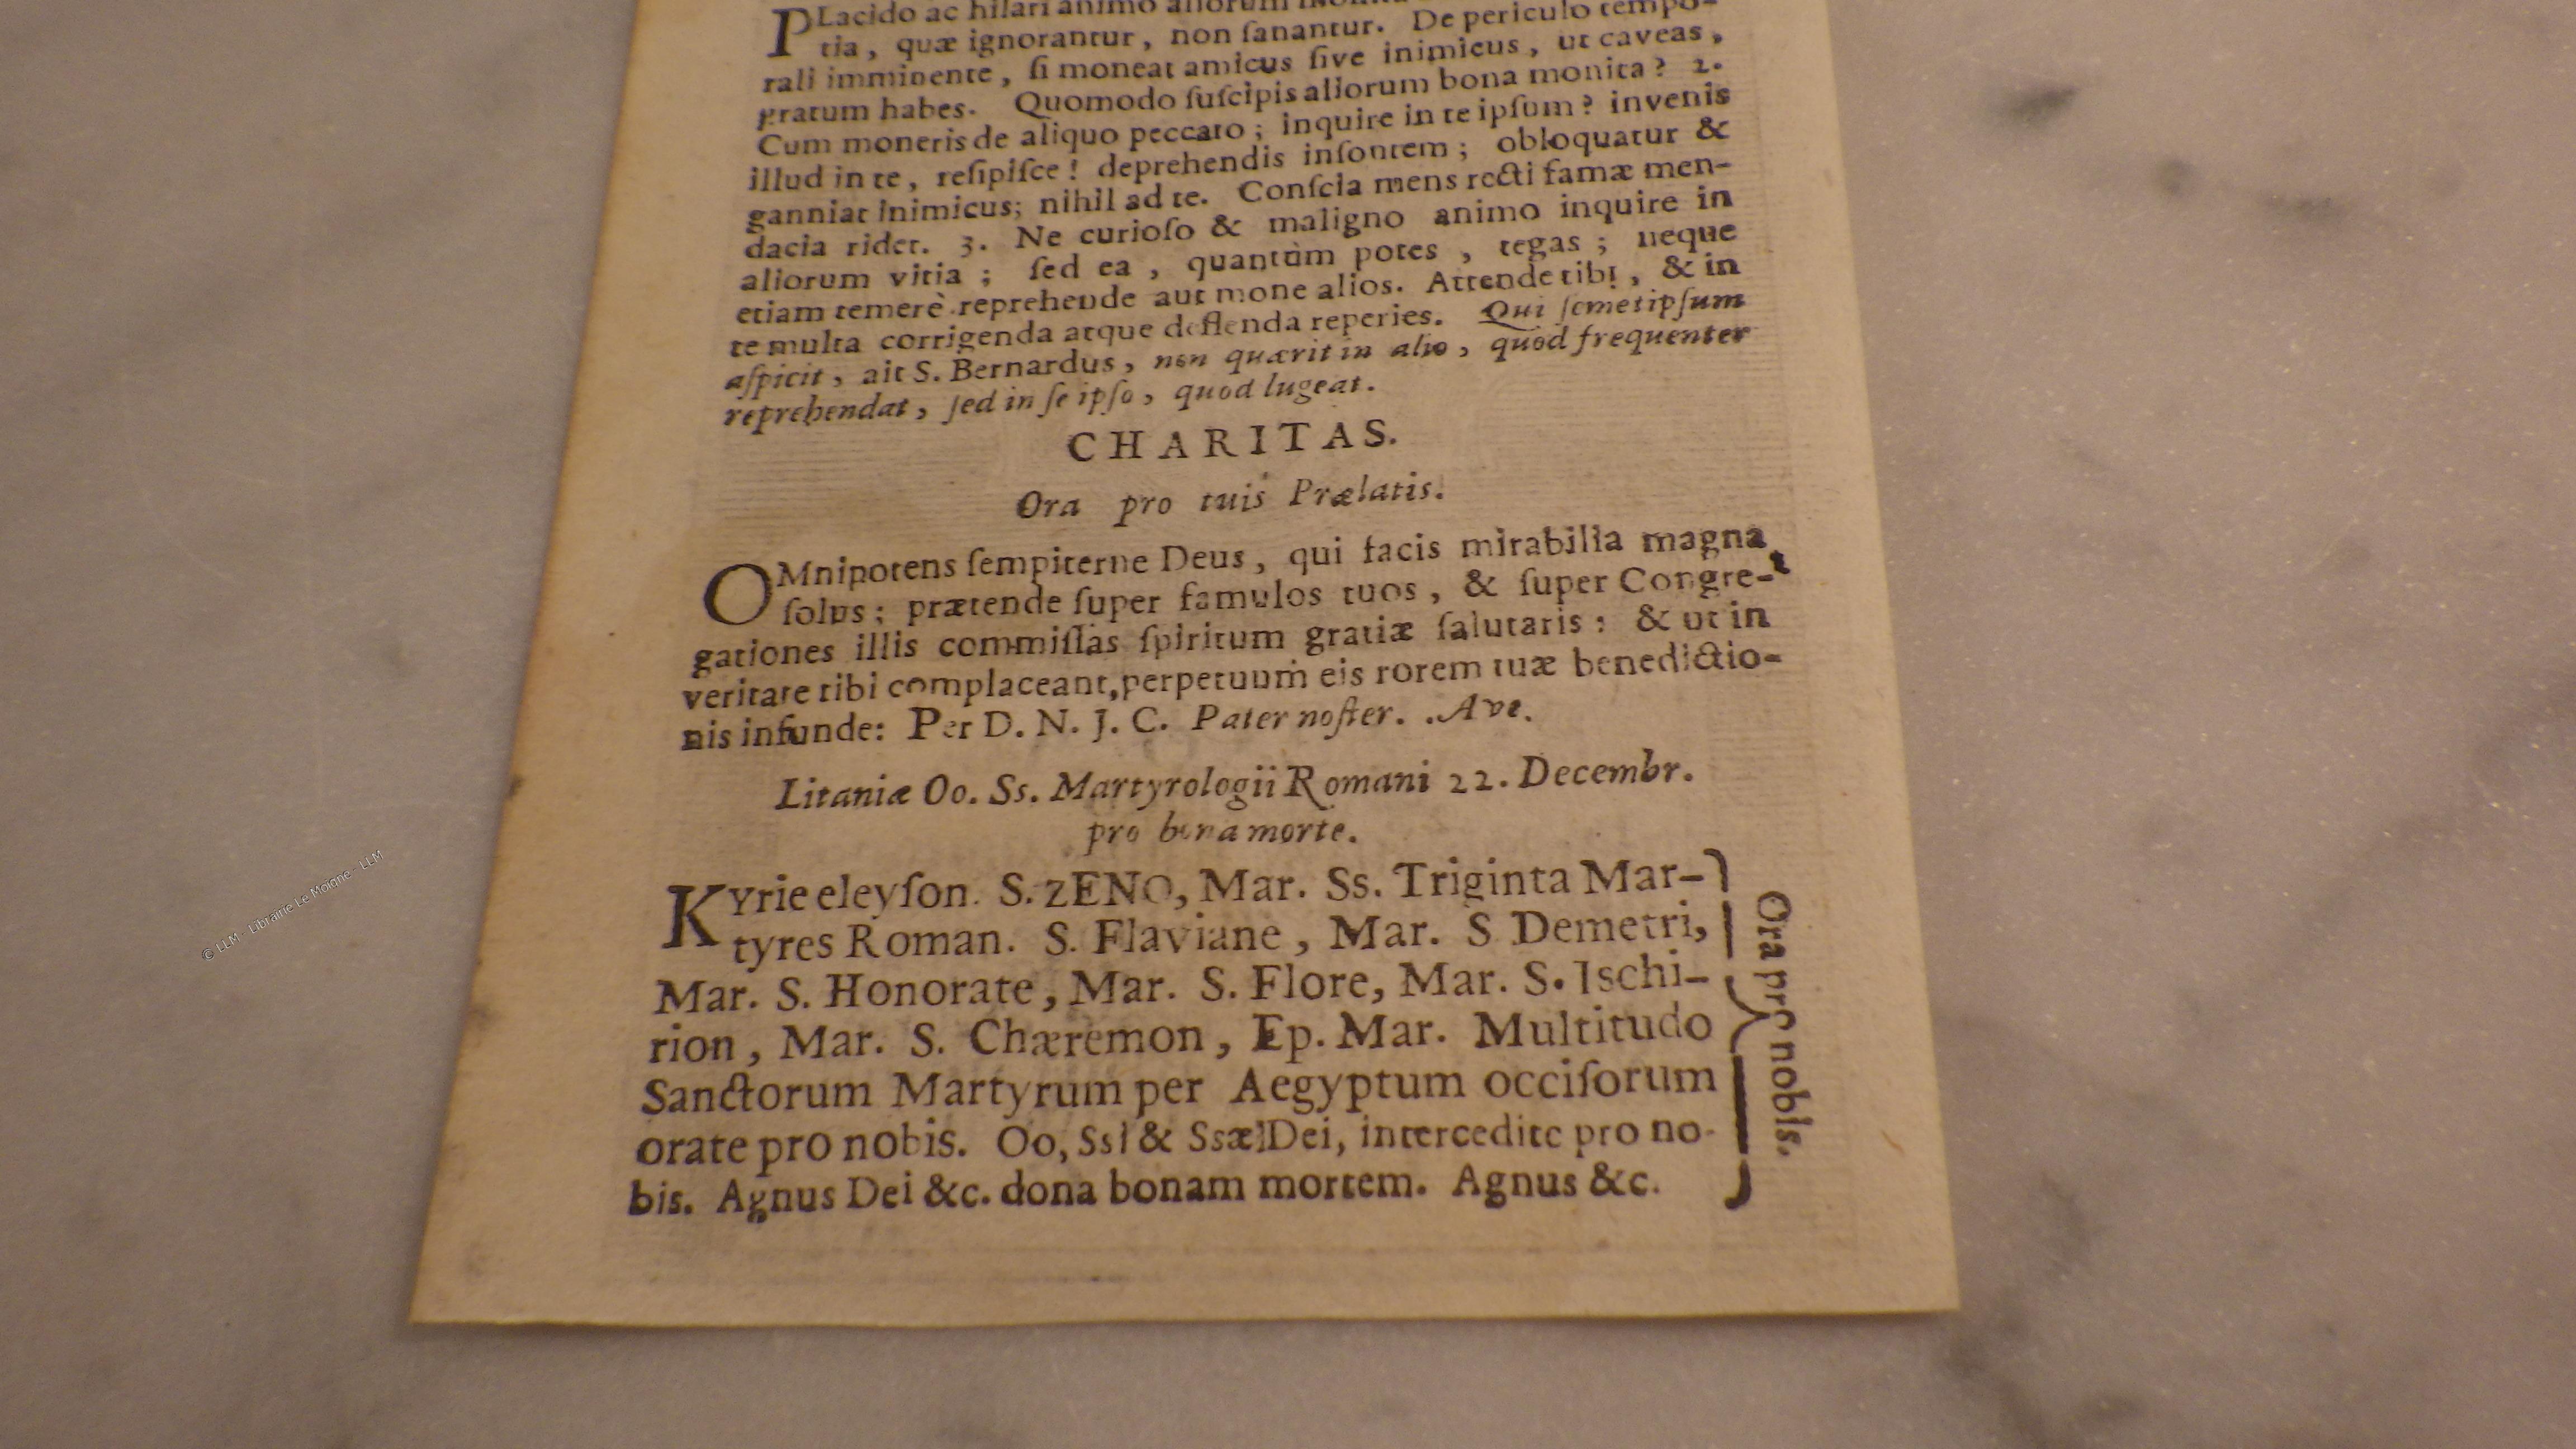 PLacido ac hilari animo aliorum
tia, quæ ignorantur, non ſanantur. De periculo tempo-
rali imminente, ſi moneat amicus ſive inimicus, ut caveas,
gratum habes. Quomodo ſuſcipis aliorum bona monita? 2.
Cum moneris de aliquo peccato; inquire in te ipſum? invenis
illud in te, reſipiſce! deprehendis inſontem; obloquatur &
ganniat inimicus; nihil ad te. Conſcia mens recti famæ men-
dacia ridet. 3. Ne curioſo & maligno animo inquire in
aliorum vitia; ſed ea, quantùm potes, tegas; neque
etiam temerè reprehende aut mone alios. Attende tibi, & in
te multa corrigenda atque deflenda reperies. Qui ſemetipſum
aſpicit, ait S. Bernardus, non quærit in alio, quod frequenter
reprehendat, ſed in ſe ipſo, quod lugeat.
CHARITAS.
Ora pro tuis Prælatis.
OMnipotens ſempiterne Deus, qui facis mirabilia magna
ſolus; prætende ſuper famulos tuos, & ſuper Congre-
gationes illis commiſſas ſpiritum gratiæ ſalutaris: & ut in
veritate tibi complaceant, perpetuum eis rorem tuæ benedictio-
nis infunde: Per D. N. J. C. Pater noſter. .Ave.
Litaniæ Oo. Ss. Martyrologii Romani 22. Decembr.
pro bona morte.
KYrie eleyſon. S. zENO, Mar. Ss. Triginta Mar-
tyres Roman. S. Flaviane, Mar. S Demetri,
Mar. S. Honorate, Mar. S. Flore, Mar. S. Ischi-
rion, Mar. S. Chæremon, Ep. Mar. Multitudo
Sanctorum Martyrum per Aegyptum occiſorum
orate pro nobis. Oo, Ssi & Ssæ Dei, intercedite pro no-
bis. Agnus Dei &c. dona bonam mortem. Agnus &c.
Ora pro nobis.
© LLM - Librairie Le Moigne - LLM